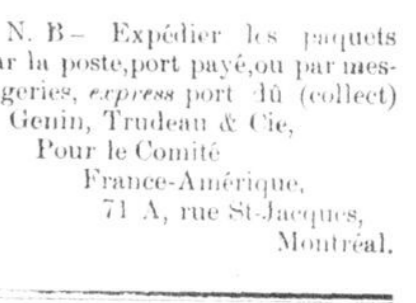 N. B – Expédier les paquets
ar la poste,port payé,ou par mes-
geries, express port dû (collect)
Genin, Trudeau & Cie,
Pour le Comité
France-Amérique,
71 A, rue St-Jacques,
Montréal.